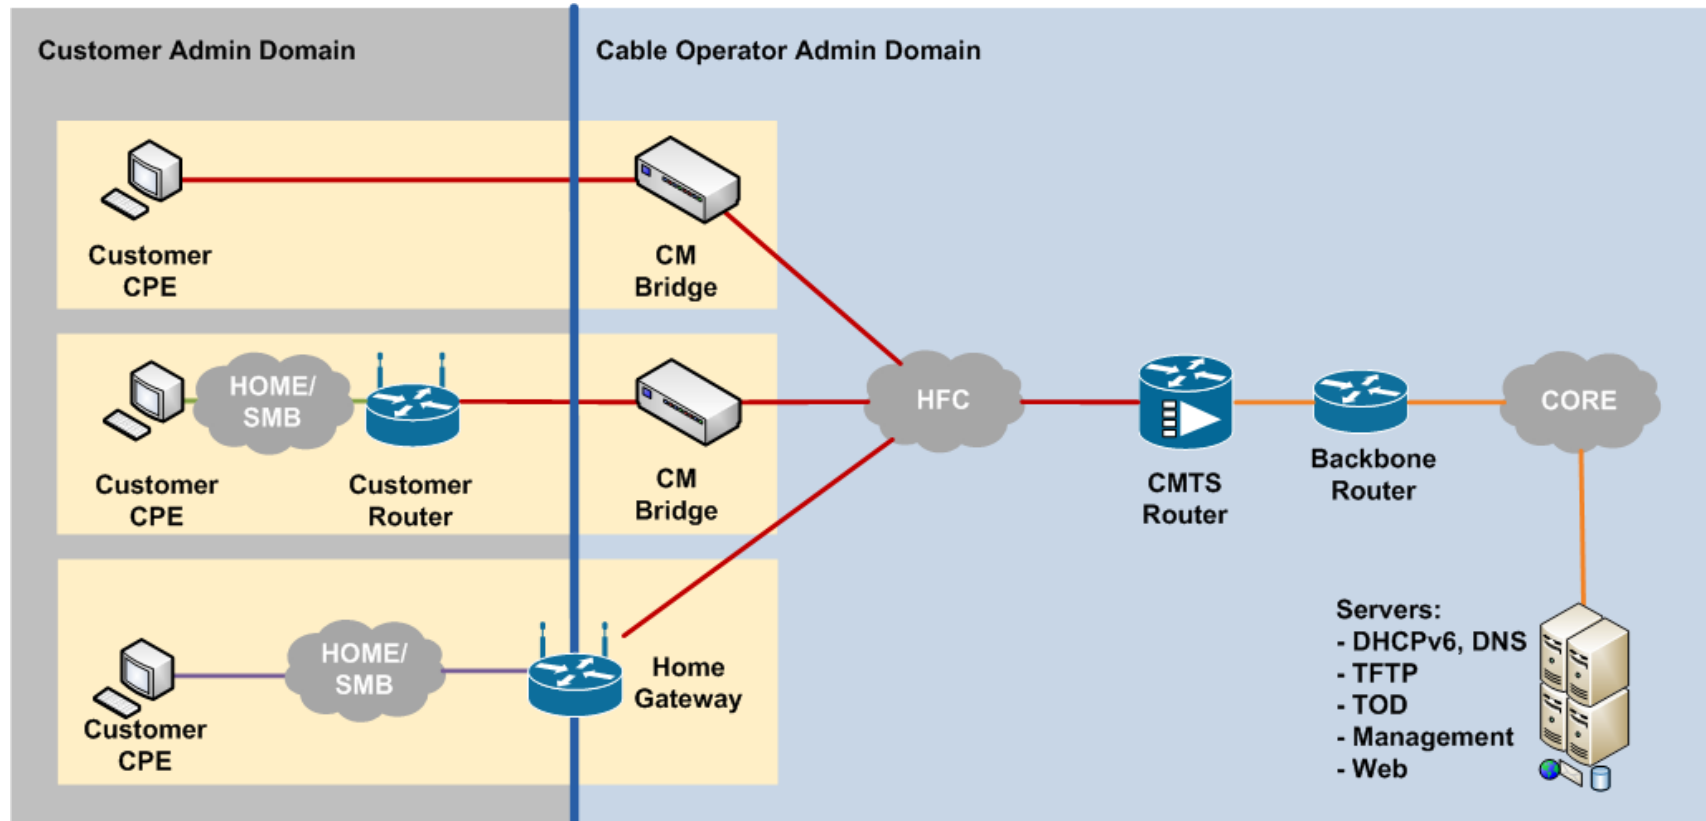 Customer Admin Domain
Cable Operator Admin Domain
Customer
CPE
CM
Bridge
HOME/
SMB
Customer
CPE
Customer
Router
CM
Bridge
HFC
CMTS
Router
Backbone
Router
CORE
HOME/
SMB
Customer
CPE
Home
Gateway
Servers:
- DHCPv6, DNS
- TFTP
- TOD
- Management
- Web